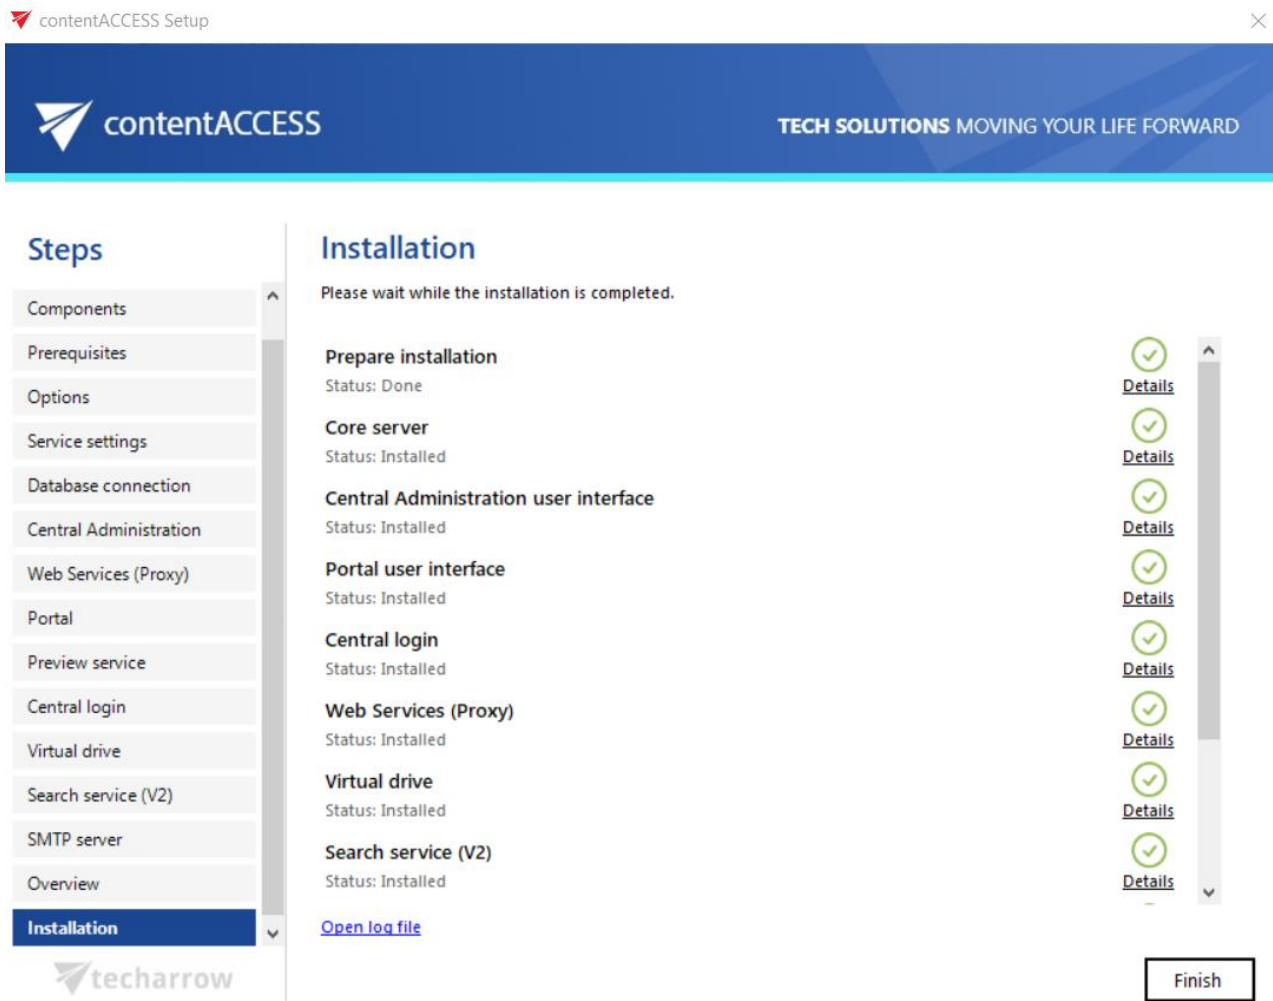 contentACCESS Setup
contentACCESS
TECH SOLUTIONS MOVING YOUR LIFE FORWARD
Steps
Components
Prerequisites
Options
Service settings
Database connection
Central Administration
Web Services (Proxy)
Portal
Preview service
Central login
Virtual drive
Search service (V2)
SMTP server
Overview
Installation
techarrow
Installation
Please wait while the installation is completed.
Prepare installation
Status: Done
Details
Core server
Status: Installed
Details
Central Administration user interface
Status: Installed
Details
Portal user interface
Status: Installed
Details
Central login
Status: Installed
Details
Web Services (Proxy)
Status: Installed
Details
Virtual drive
Status: Installed
Details
Search service (V2)
Status: Installed
Details
Open log file
Finish